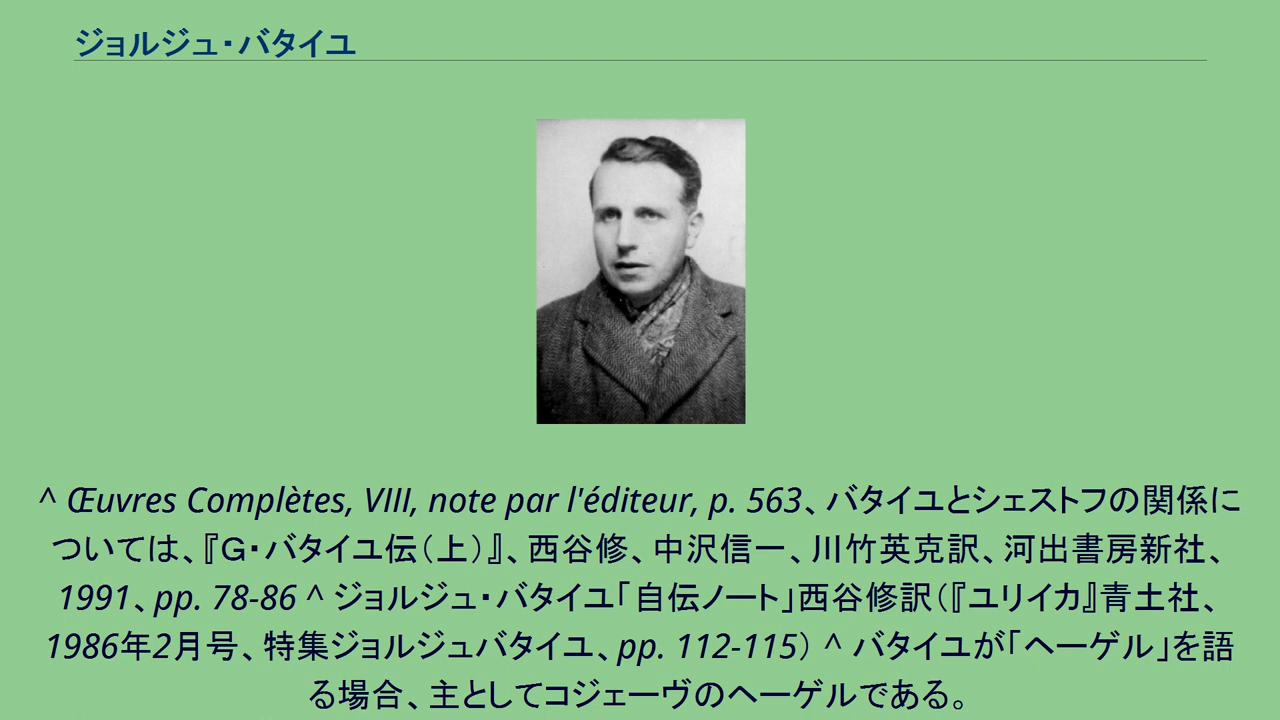 ジョルジュ・バタイユ
^ Œuvres Complètes, VIII, note par l'éditeur, p. 563、バタイユとシェストフの関係に
ついては、『Ｇ・バタイユ伝（上）』、西谷修、中沢信一、川竹英克訳、河出書房新社、
1991、pp. 78-86 ^ ジョルジュ・バタイユ「自伝ノート」西谷修訳（『ユリイカ』青土社、
1986年2月号、特集ジョルジュバタイユ、pp. 112-115） ^ バタイユが「ヘーゲル」を語
る場合、主としてコジェーヴのヘーゲルである。